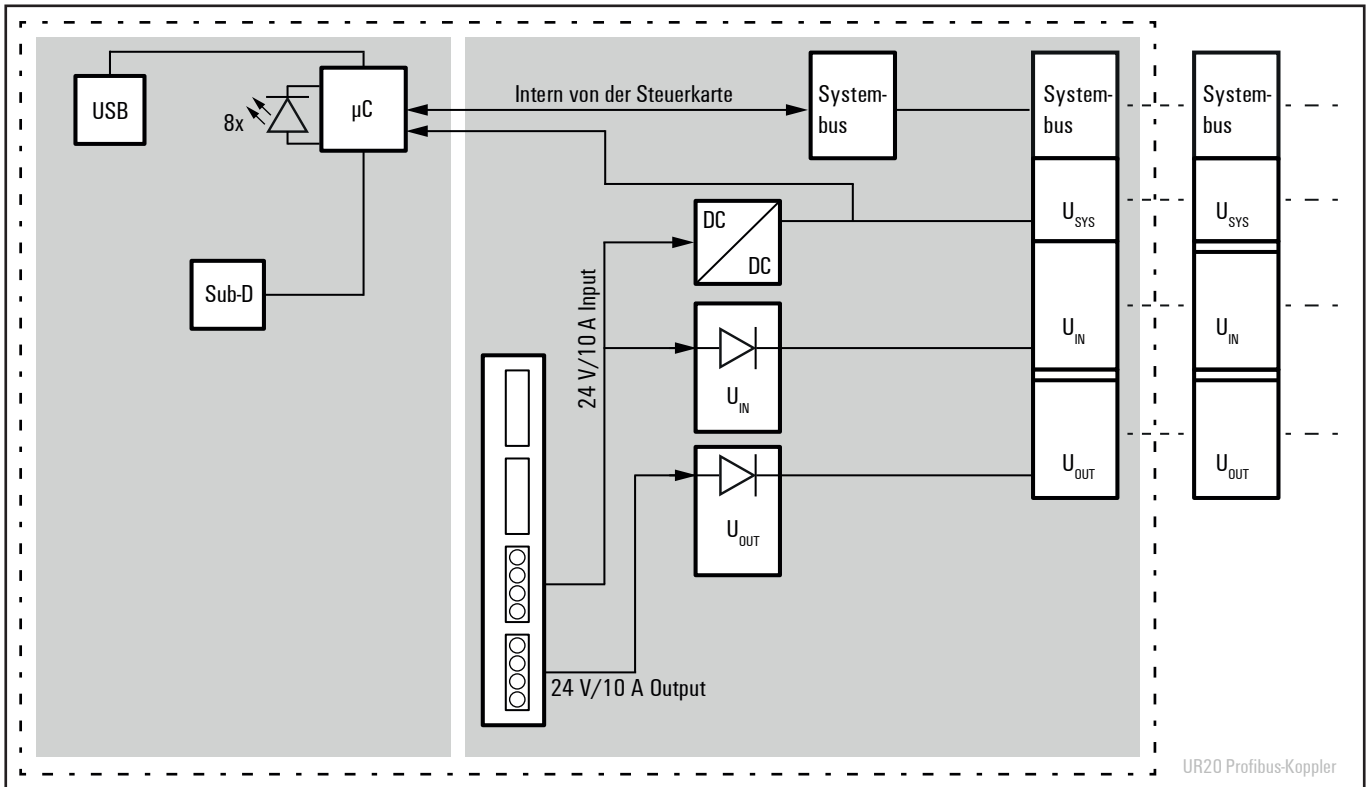 USB
8x
µC
Intern von der Steuerkarte
System-
bus
System-
bus
System-
bus
Sub-D
DC
DC
U_SYS
U_SYS
24 V/10 A Input
U_IN
U_IN
U_IN
U_OUT
U_OUT
U_OUT
24 V/10 A Output
UR20 Profibus-Koppler